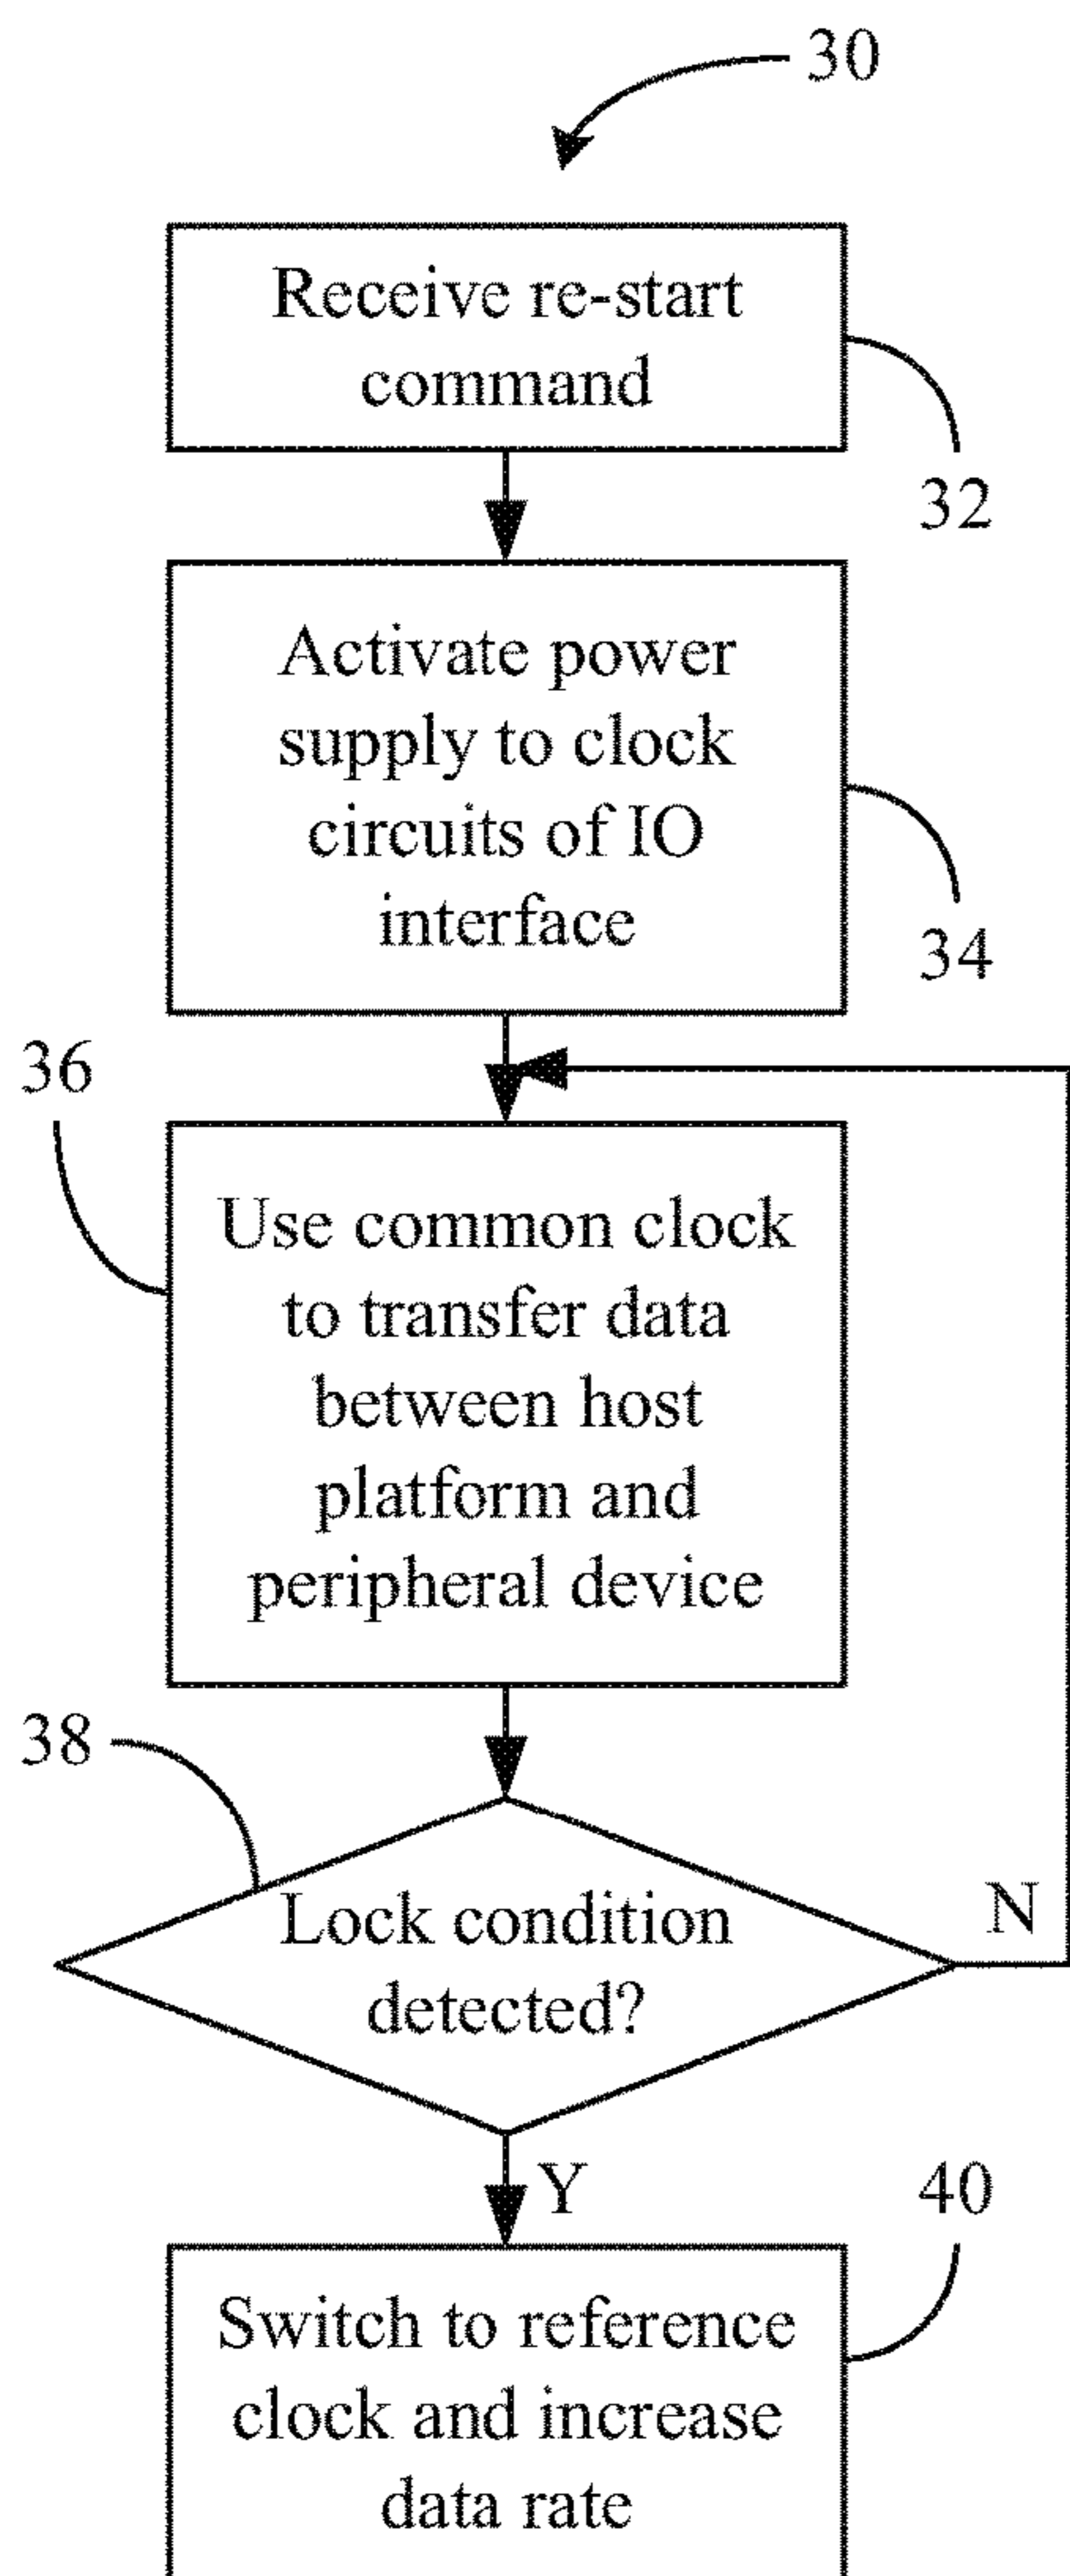 30
Receive re-start
command
32
Activate power
supply to clock
circuits of IO
interface
34
36
Use common clock
to transfer data
between host
platform and
peripheral device
38
Lock condition
detected?
N
Y
40
Switch to reference
clock and increase
data rate